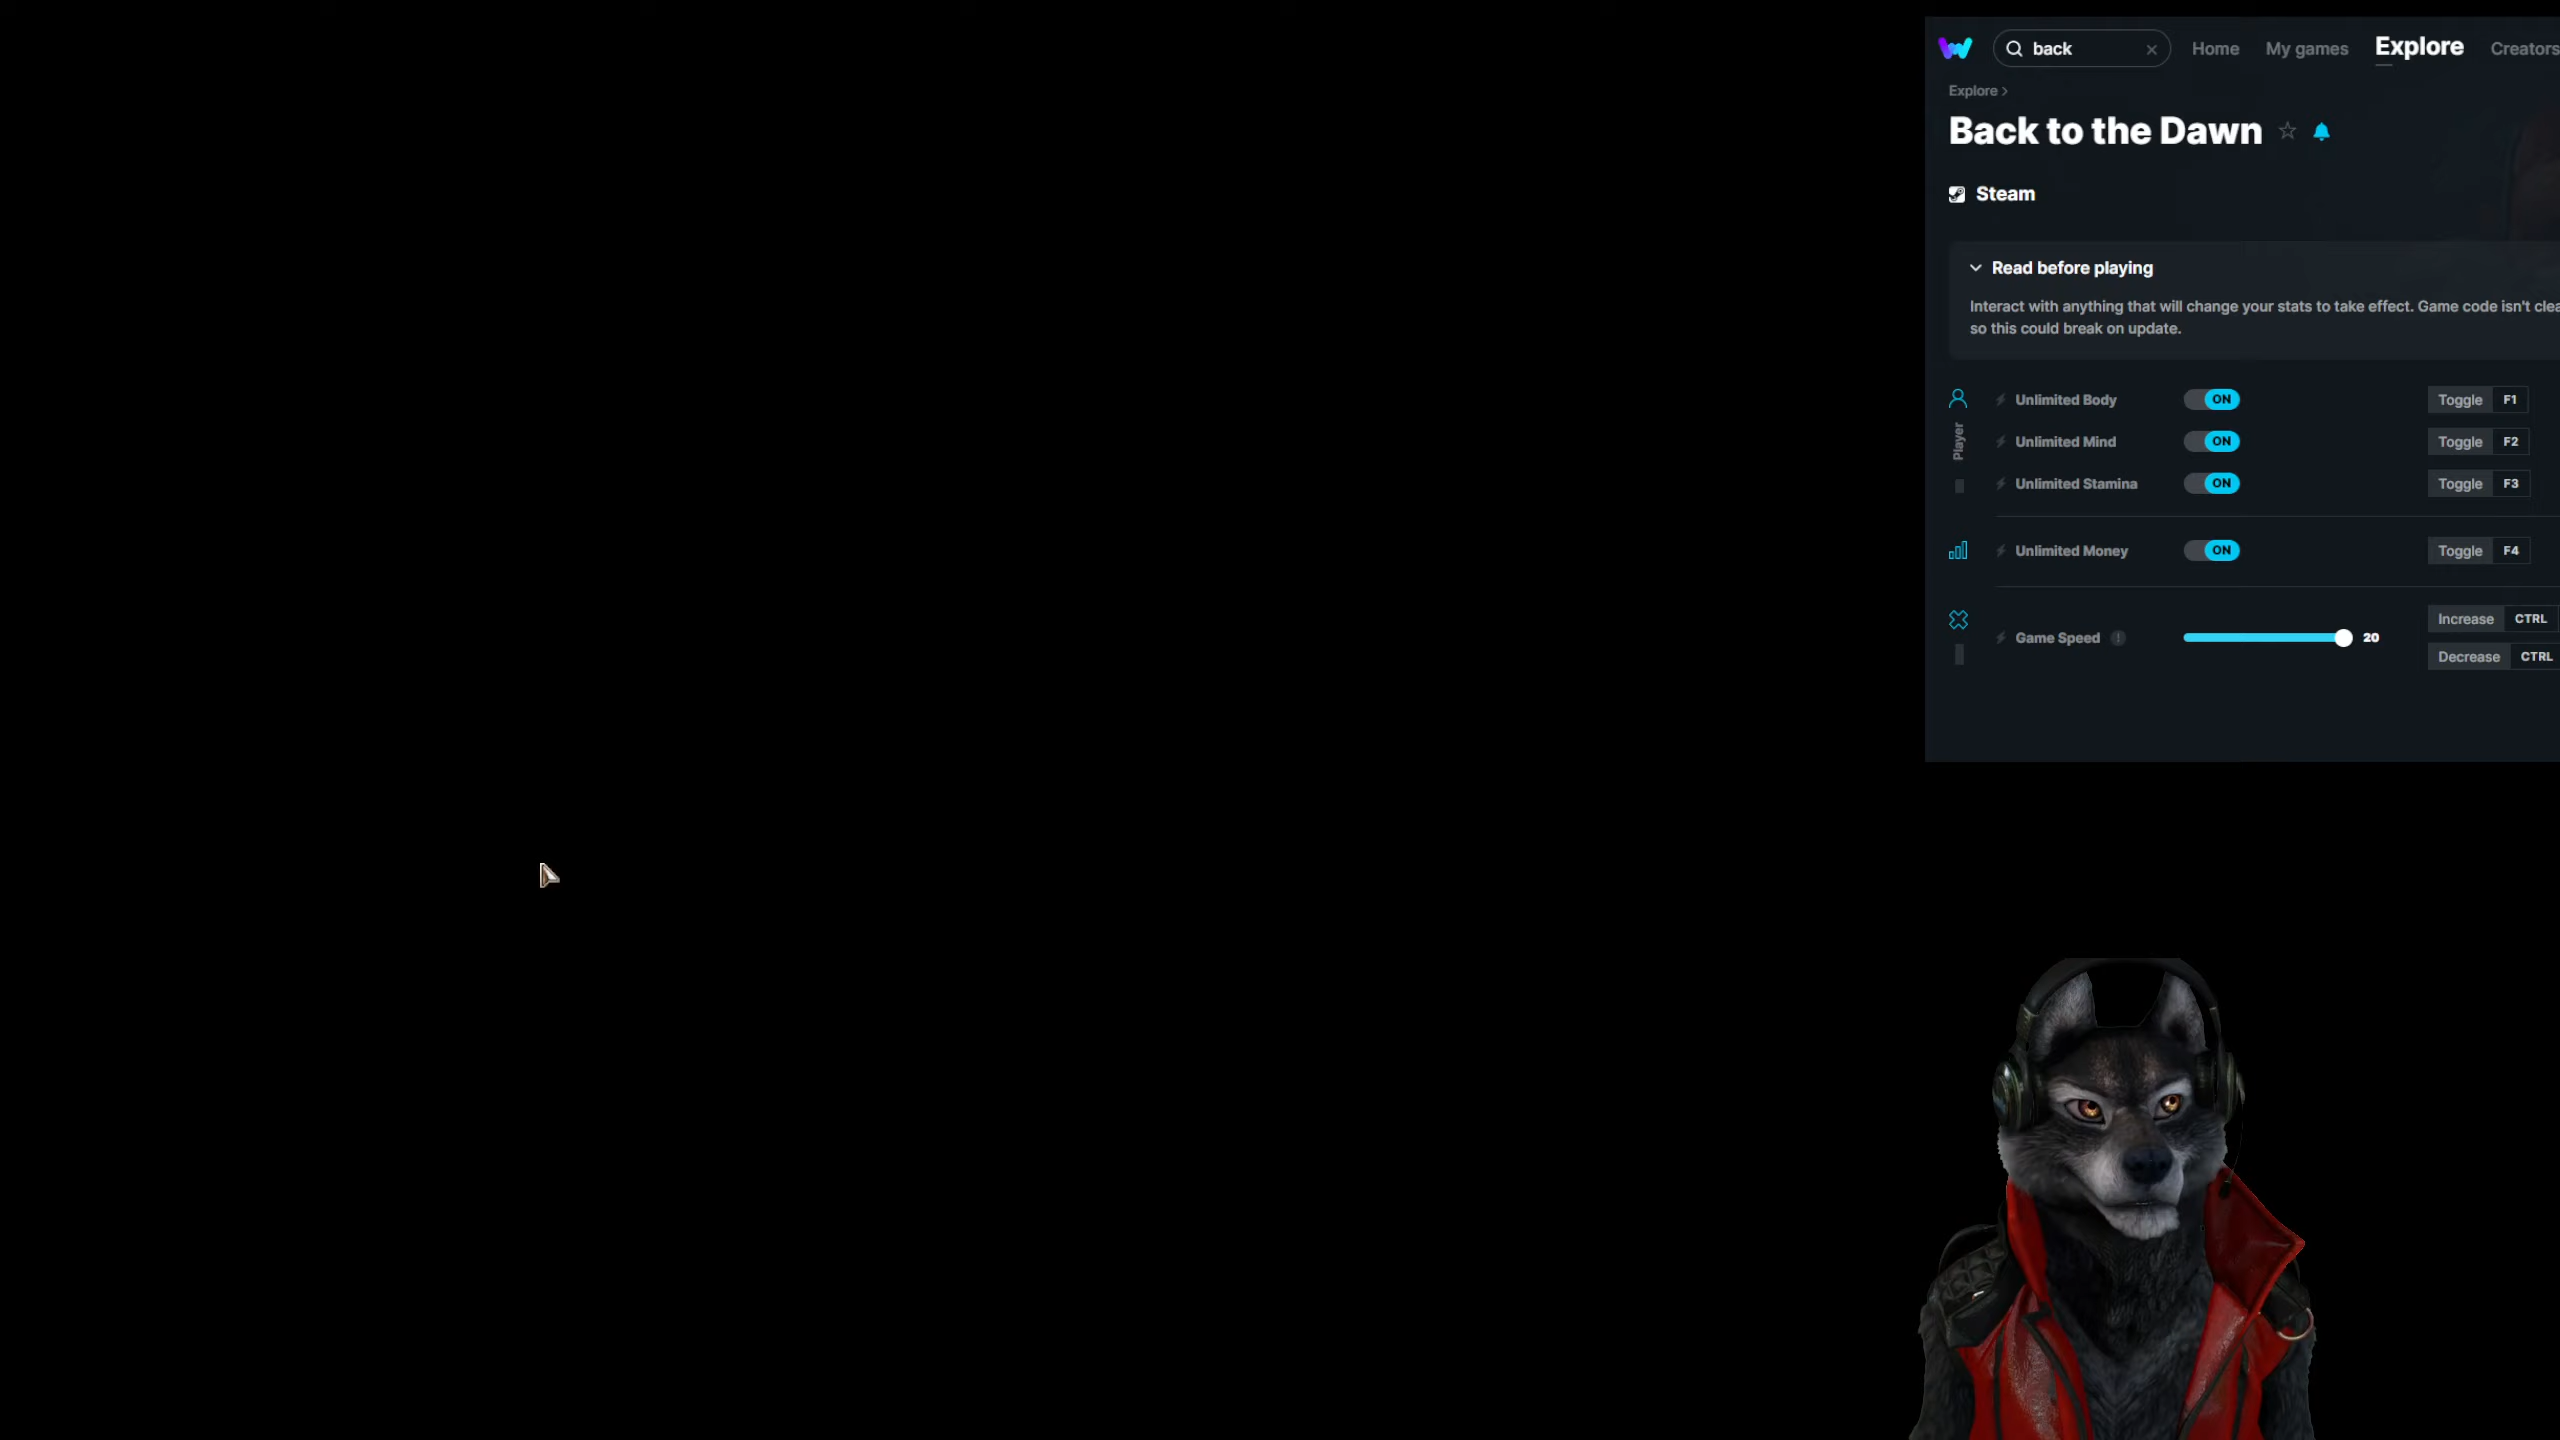 back
Home
My games
Explore
Creators
Explore >
Back to the Dawn
Steam
Read before playing
Interact with anything that will change your stats to take effect. Game code isn't clea
so this could break on update.
Player
Unlimited Body
ON
Toggle F1
Unlimited Mind
ON
Toggle F2
Unlimited Stamina
ON
Toggle F3
Unlimited Money
ON
Toggle F4
Game Speed
20
Increase CTRL
Decrease CTRL